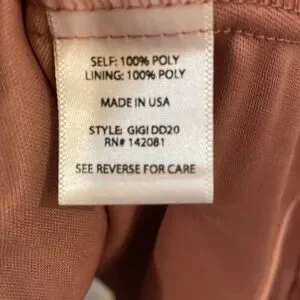 SELF: 100% POLY
LINING: 100% POLY
MADE IN USA
STYLE: GIGI DD20
RN# 142081
SEE REVERSE FOR CARE